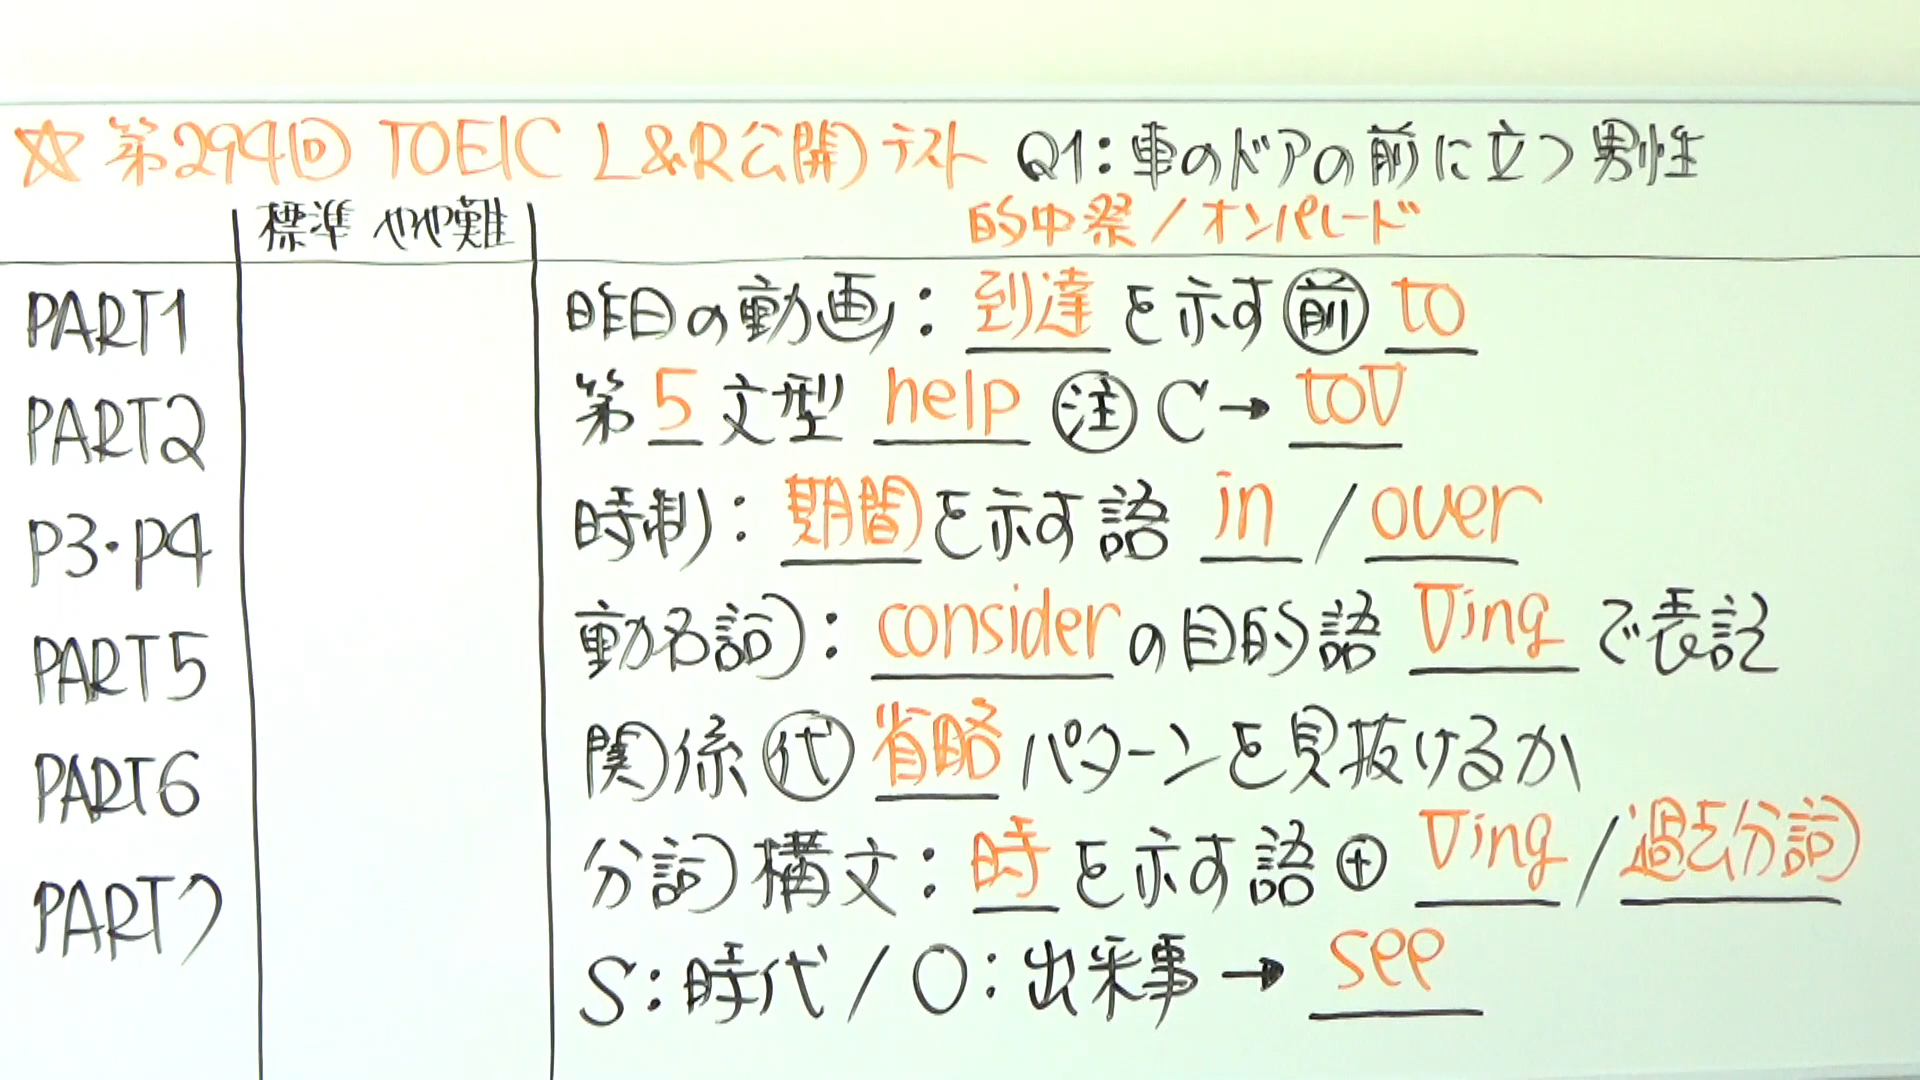 ☆第294回 TOEIC L&R公開テスト Q1:車のドアの前に立つ男性
標準 やや難 的中祭/オンパレード
PART1
PART2
P3・P4
PART5
PART6
PART7
昨日の動画:到達を示す前 to
第5文型 help 注 C→toV
時制:期間を示す語 in/over
動名詞:considerの目的語 Vingで表記
関係代 省略パターンを見抜けるか
分詞構文:時を示す語+Ving/過去分詞
S:時代/O:出来事→see